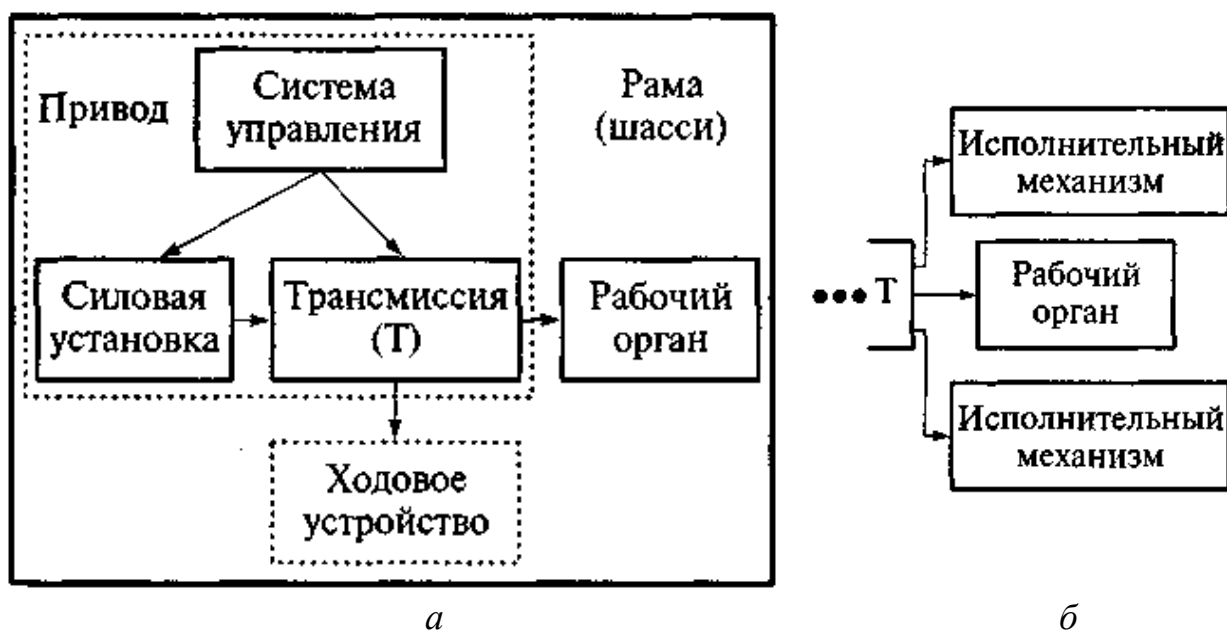 Привод
Система
управления
Рама
(шасси)
Силовая
установка
Трансмиссия
(Т)
Рабочий
орган
Ходовое
устройство
а
Исполнительный
механизм
•••Т
Рабочий
орган
Исполнительный
механизм
б